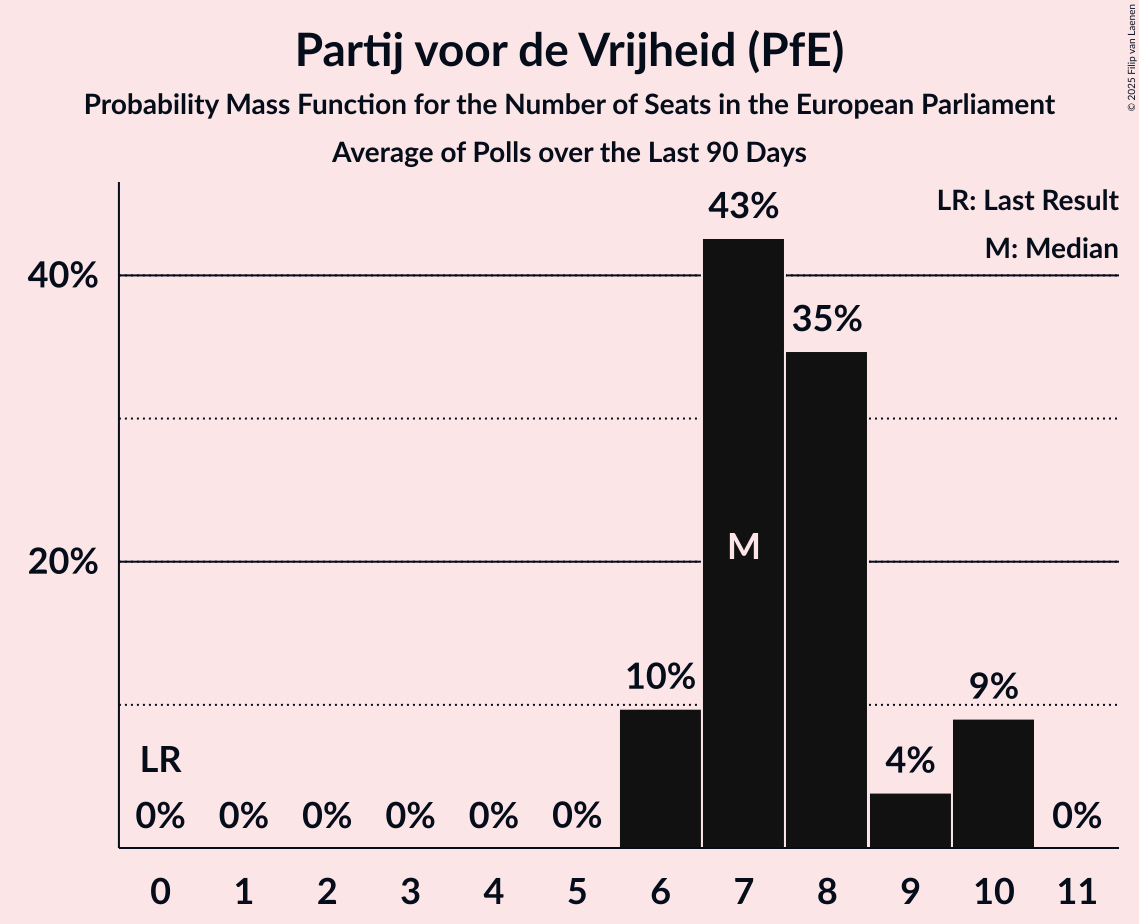 © 2025 Filip van Laenen
Partij voor de Vrijheid (PfE)
Probability Mass Function for the Number of Seats in the European Parliament
Average of Polls over the Last 90 Days
LR: Last Result
M: Median
43%
40%
35%
M
20%
10%
9%
LR
4%
0% 0% 0% 0% 0% 0% 0%
0 1 2 3 4 5 6 7 8 9 10 11